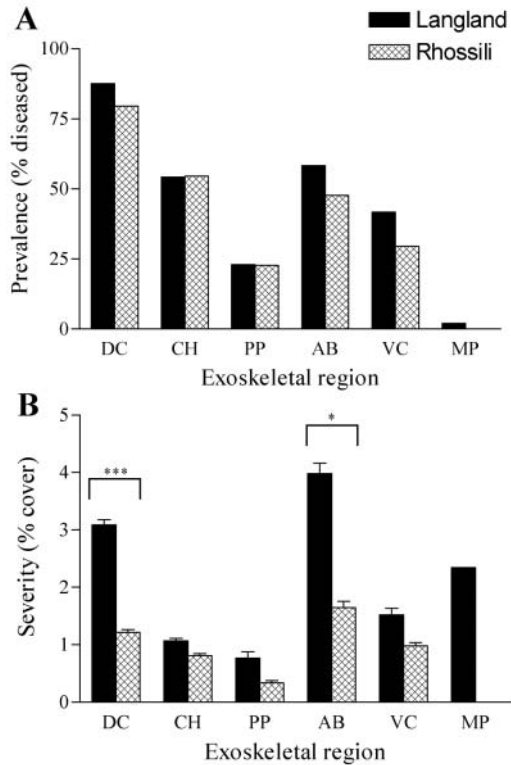 A
Langland
Rhossili
Prevalence (% diseased)
100
75
50
25
0
DC CH PP AB VC MP
Exoskeletal region
B
Severity (% cover)
5
4
3
2
1
0
***
*
DC CH PP AB VC MP
Exoskeletal region